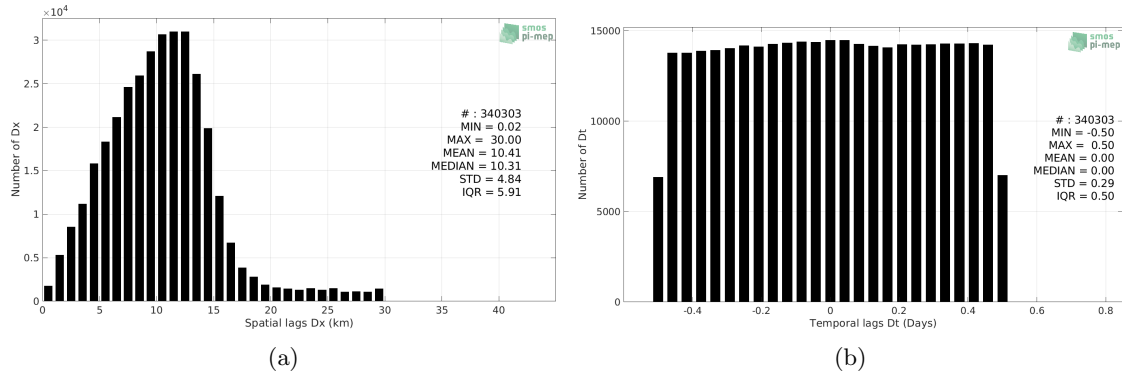 ×10⁴
3
2.5
2
1.5
1
0.5
0
Number of Dx
0 5 10 15 20 25 30 35 40 45
Spatial lags Dx (km)
smos
pi-mep
# : 340303
MIN = 0.02
MAX = 30.00
MEAN = 10.41
MEDIAN = 10.31
STD = 4.84
IQR = 5.91
(a)
15000
10000
5000
0
Number of Dt
-0.4 -0.2 0 0.2 0.4 0.6 0.8
Temporal lags Dt (Days)
smos
pi-mep
# : 340303
MIN = -0.50
MAX = 0.50
MEAN = 0.00
MEDIAN = 0.00
STD = 0.29
IQR = 0.50
(b)